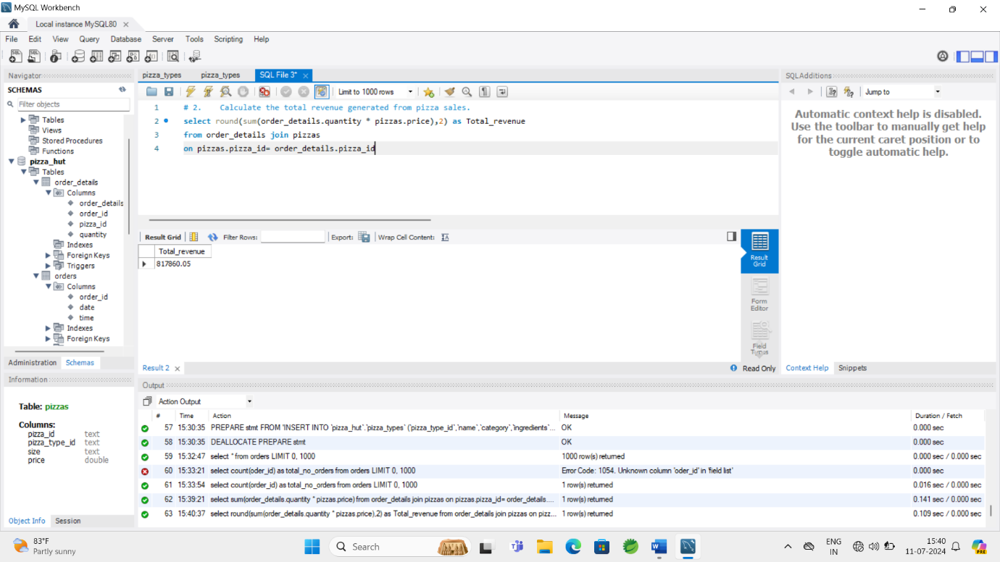 MySQL Workbench
Local instance MySQL80
File Edit View Query Database Server Tools Scripting Help
Navigator
SCHEMAS
Filter objects
Tables
Views
Stored Procedures
Functions
pizza_hut
Tables
order_details
Columns
order_details
order_id
pizza_id
quantity
Indexes
Foreign Keys
Triggers
orders
Columns
order_id
date
time
Indexes
Foreign Keys
Administration Schemas
Information
Table: pizzas
Columns:
pizza_id text
pizza_type_id text
size text
price double
Object Info Session
pizza_types pizza_types SQL File 3*
Limit to 1000 rows
1 # 2. Calculate the total revenue generated from pizza sales.
2 select round(sum(order_details.quantity * pizzas.price),2) as Total_revenue
3 from order_details join pizzas
4 on pizzas.pizza_id= order_details.pizza_id
Result Grid Filter Rows: Export: Wrap Cell Content:
Total_revenue
817860.05
Result Grid
Form Editor
Field Types
Result 2 Read Only
SQLAdditions
Jump to
Automatic context help is disabled.
Use the toolbar to manually get help
for the current caret position or to
toggle automatic help.
Context Help Snippets
Output
Action Output
# Time Action Message Duration / Fetch
57 15:30:35 PREPARE stmt FROM 'INSERT INTO `pizza_hut`.`pizza_types` (`pizza_type_id`,`name`,`category`,`ingredients`... OK 0.000 sec
58 15:30:35 DEALLOCATE PREPARE stmt OK 0.000 sec
59 15:32:47 select * from orders LIMIT 0, 1000 1000 row(s) returned 0.000 sec / 0.000 sec
60 15:33:21 select count(oder_id) as total_no_orders from orders LIMIT 0, 1000 Error Code: 1054. Unknown column 'oder_id' in 'field list' 0.000 sec
61 15:33:54 select count(order_id) as total_no_orders from orders LIMIT 0, 1000 1 row(s) returned 0.016 sec / 0.000 sec
62 15:39:21 select sum(order_details.quantity * pizzas.price) from order_details join pizzas on pizzas.pizza_id= order_details.... 1 row(s) returned 0.141 sec / 0.000 sec
63 15:40:37 select round(sum(order_details.quantity * pizzas.price),2) as Total_revenue from order_details join pizzas on pizz... 1 row(s) returned 0.109 sec / 0.000 sec
83°F
Partly sunny
Search
ENG
IN
15:40
11-07-2024
PRE